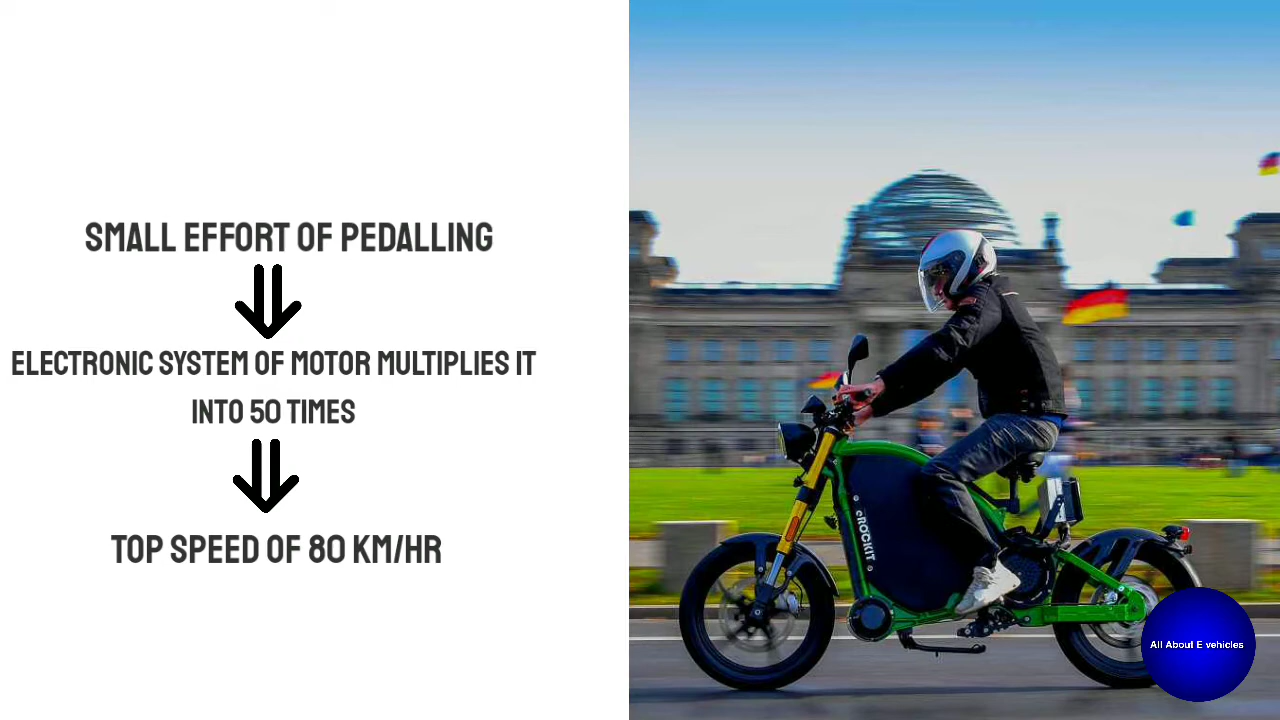 SMALL EFFORT OF PEDALLING
ELECTRONIC SYSTEM OF MOTOR MULTIPLIES IT
INTO 50 TIMES
TOP SPEED OF 80 KM/HR
eROCKIT
All About E vehicles